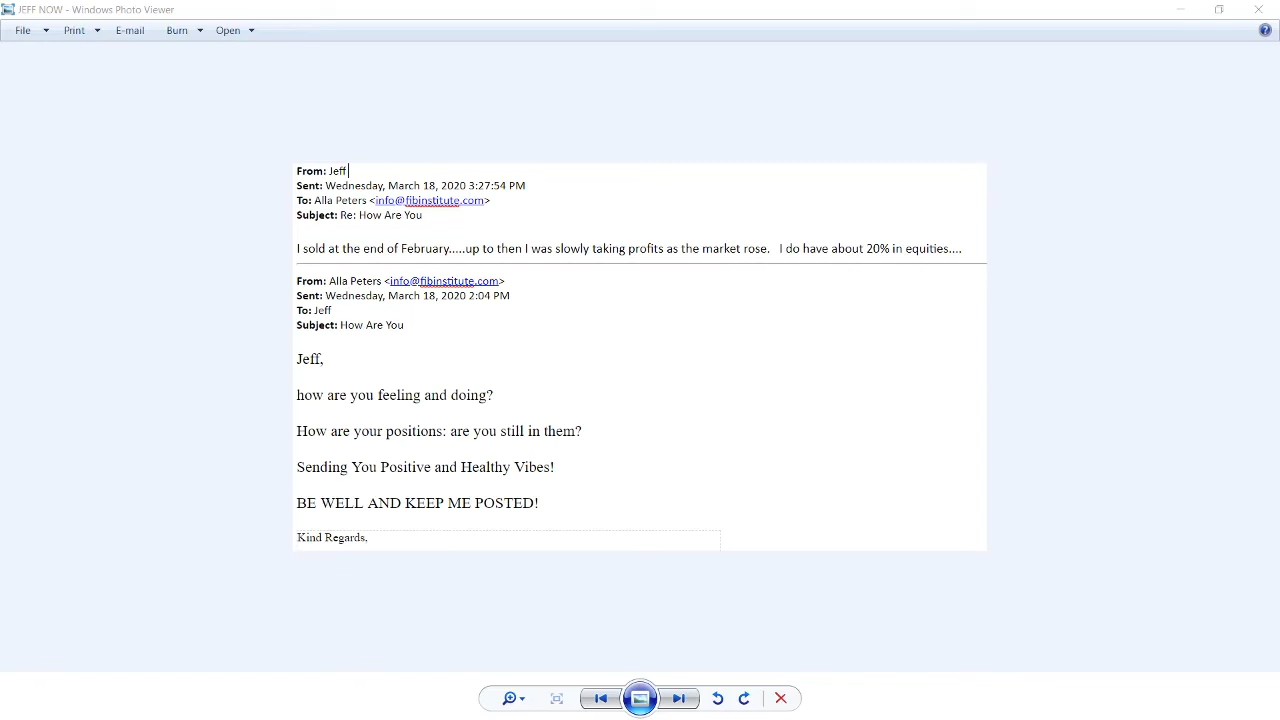 JEFF NOW - Windows Photo Viewer
File Print E-mail Burn Open
From: Jeff
Sent: Wednesday, March 18, 2020 3:27:54 PM
To: Alla Peters <info@fibinstitute.com>
Subject: Re: How Are You
I sold at the end of February.....up to then I was slowly taking profits as the market rose. I do have about 20% in equities....
From: Alla Peters <info@fibinstitute.com>
Sent: Wednesday, March 18, 2020 2:04 PM
To: Jeff
Subject: How Are You
Jeff,
how are you feeling and doing?
How are your positions: are you still in them?
Sending You Positive and Healthy Vibes!
BE WELL AND KEEP ME POSTED!
Kind Regards,